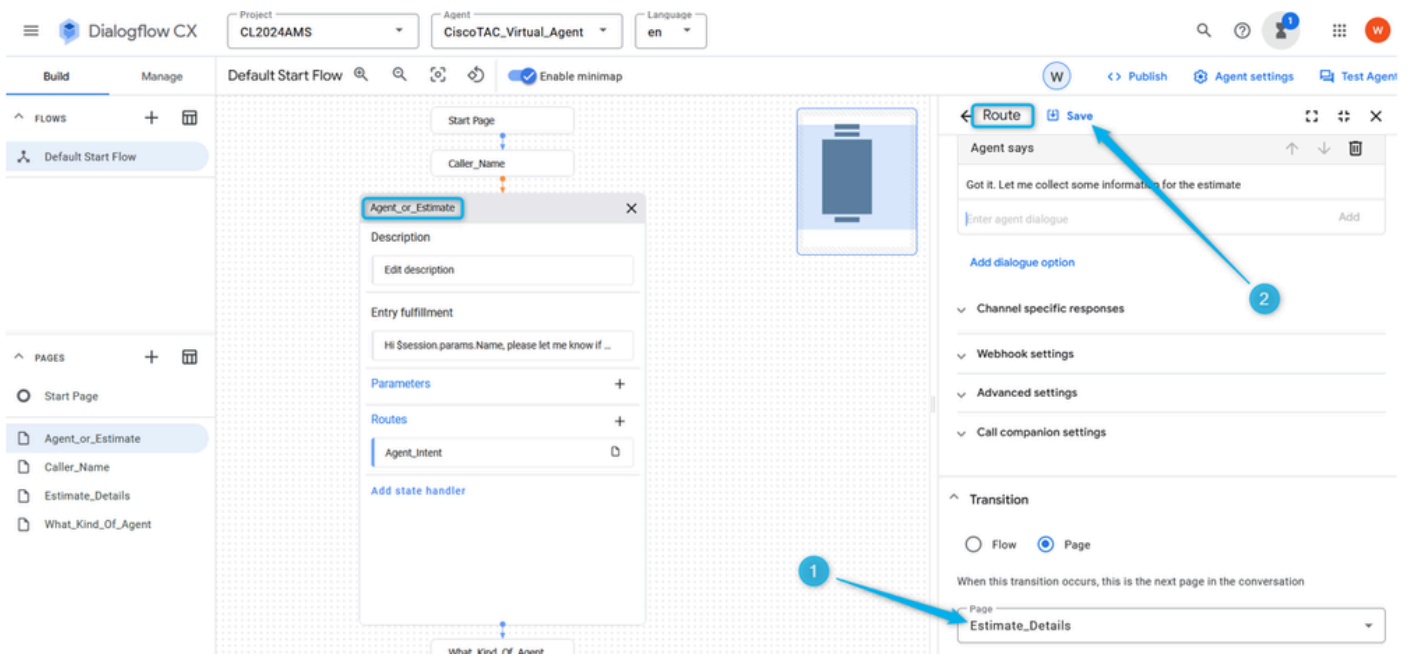 Dialogflow CX
Project
CL2024AMS
Agent
CiscoTAC_Virtual_Agent
Language
en
1
W
Build
Manage
Default Start Flow
Enable minimap
W
<> Publish
Agent settings
Test Agent
FLOWS
Default Start Flow
PAGES
Start Page
Agent_or_Estimate
Caller_Name
Estimate_Details
What_Kind_Of_Agent
Start Page
Caller_Name
Agent_or_Estimate
Description
Edit description
Entry fulfillment
Hi $session.params.Name, please let me know if ...
Parameters
Routes
Agent_Intent
Add state handler
What_Kind_Of_Agent
Route
Save
Agent says
Got it. Let me collect some information for the estimate
Enter agent dialogue
Add
Add dialogue option
2
Channel specific responses
Webhook settings
Advanced settings
Call companion settings
Transition
Flow
Page
1
When this transition occurs, this is the next page in the conversation
Page
Estimate_Details